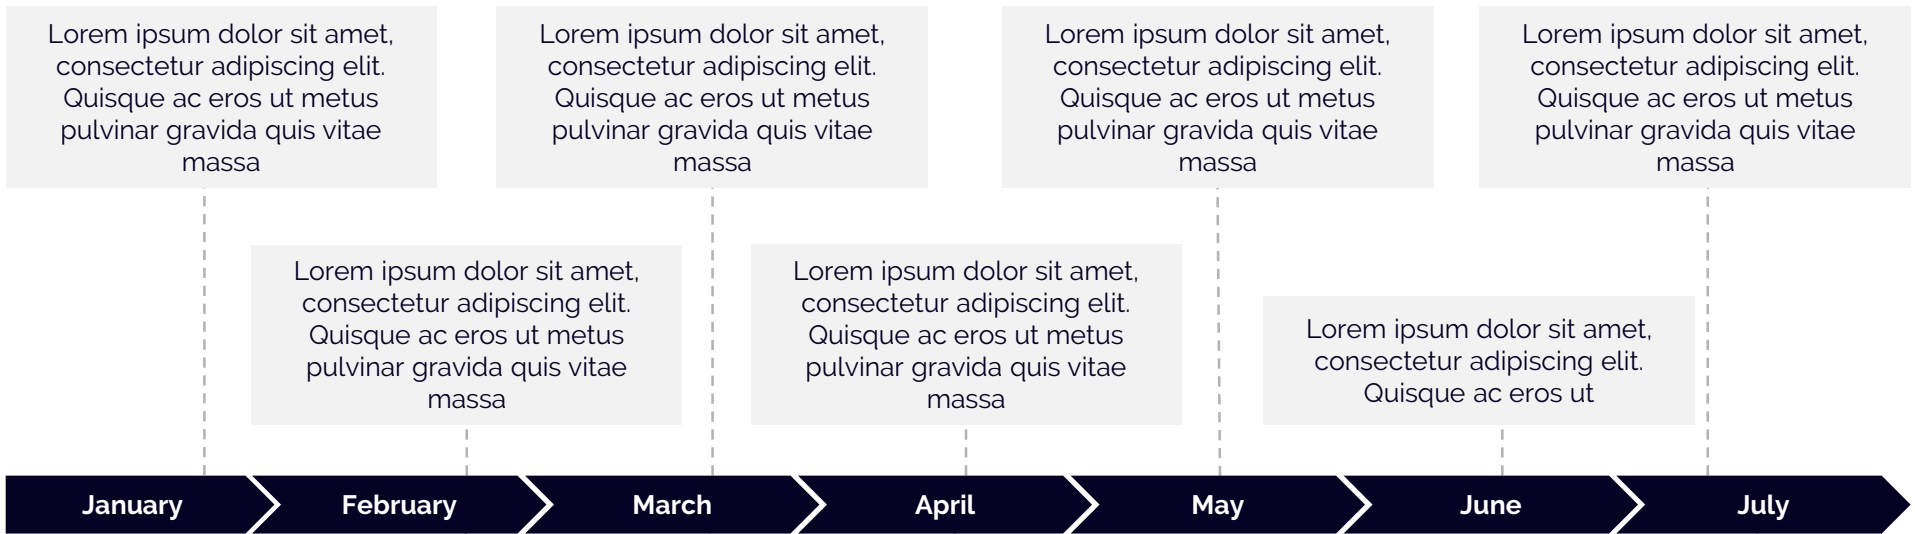 Lorem ipsum dolor sit amet,
consectetur adipiscing elit.
Quisque ac eros ut metus
pulvinar gravida quis vitae
massa
Lorem ipsum dolor sit amet,
consectetur adipiscing elit.
Quisque ac eros ut metus
pulvinar gravida quis vitae
massa
Lorem ipsum dolor sit amet,
consectetur adipiscing elit.
Quisque ac eros ut metus
pulvinar gravida quis vitae
massa
Lorem ipsum dolor sit amet,
consectetur adipiscing elit.
Quisque ac eros ut metus
pulvinar gravida quis vitae
massa
Lorem ipsum dolor sit amet,
consectetur adipiscing elit.
Quisque ac eros ut metus
pulvinar gravida quis vitae
massa
Lorem ipsum dolor sit amet,
consectetur adipiscing elit.
Quisque ac eros ut metus
pulvinar gravida quis vitae
massa
Lorem ipsum dolor sit amet,
consectetur adipiscing elit.
Quisque ac eros ut
January
February
March
April
May
June
July